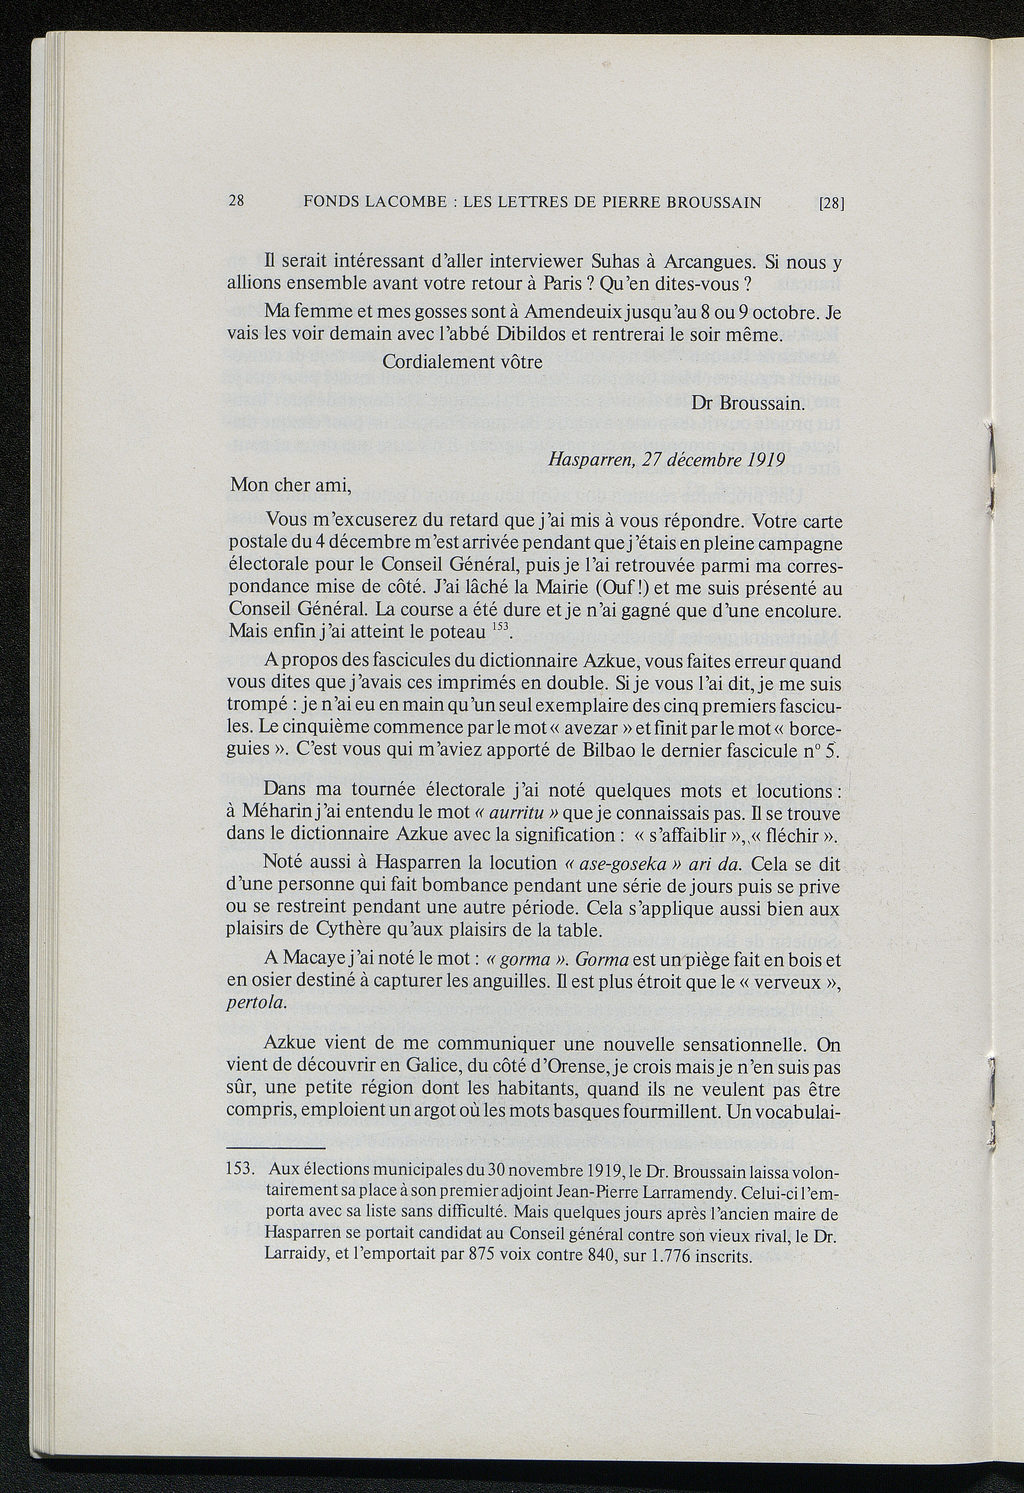 28 FONDS LACOMBE : LES LETTRES DE PIERRE BROUSSAIN [28]
Il serait intéressant d'aller interviewer Suhas à Arcangues. Si nous y
allions ensemble avant votre retour à Paris ? Qu'en dites-vous ?
Ma femme et mes gosses sont à Amendeuix jusqu'au 8 ou 9 octobre. Je
vais les voir demain avec l'abbé Dibildos et rentrerai le soir même.
Cordialement vôtre
Dr Broussain.
Hasparren, 27 décembre 1919
Mon cher ami,
Vous m'excuserez du retard que j'ai mis à vous répondre. Votre carte
postale du 4 décembre m'est arrivée pendant que j'étais en pleine campagne
électorale pour le Conseil Général, puis je l'ai retrouvée parmi ma corres-
pondance mise de côté. J'ai lâché la Mairie (Ouf!) et me suis présenté au
Conseil Général. La course a été dure et je n'ai gagné que d'une encolure.
Mais enfin j'ai atteint le poteau 153.
A propos des fascicules du dictionnaire Azkue, vous faites erreur quand
vous dites que j'avais ces imprimés en double. Si je vous l'ai dit, je me suis
trompé : je n'ai eu en main qu'un seul exemplaire des cinq premiers fascicu-
les. Le cinquième commence par le mot « avezar » et finit par le mot « borce-
guies ». C'est vous qui m'aviez apporté de Bilbao le dernier fascicule n° 5.
Dans ma tournée électorale j'ai noté quelques mots et locutions :
à Méharin j'ai entendu le mot « aurritu » que je connaissais pas. Il se trouve
dans le dictionnaire Azkue avec la signification : « s'affaiblir »,,« fléchir ».
Noté aussi à Hasparren la locution « ase-goseka » ari da. Cela se dit
d'une personne qui fait bombance pendant une série de jours puis se prive
ou se restreint pendant une autre période. Cela s'applique aussi bien aux
plaisirs de Cythère qu'aux plaisirs de la table.
A Macaye j'ai noté le mot : « gorma ». Gorma est un piège fait en bois et
en osier destiné à capturer les anguilles. Il est plus étroit que le « verveux »,
pertola.
Azkue vient de me communiquer une nouvelle sensationnelle. On
vient de découvrir en Galice, du côté d'Orense, je crois mais je n'en suis pas
sûr, une petite région dont les habitants, quand ils ne veulent pas être
compris, emploient un argot où les mots basques fourmillent. Un vocabulai-
153. Aux élections municipales du 30 novembre 1919, le Dr. Broussain laissa volon-
tairement sa place à son premier adjoint Jean-Pierre Larramendy. Celui-ci l'em-
porta avec sa liste sans difficulté. Mais quelques jours après l'ancien maire de
Hasparren se portait candidat au Conseil général contre son vieux rival, le Dr.
Larraidy, et l'emportait par 875 voix contre 840, sur 1.776 inscrits.